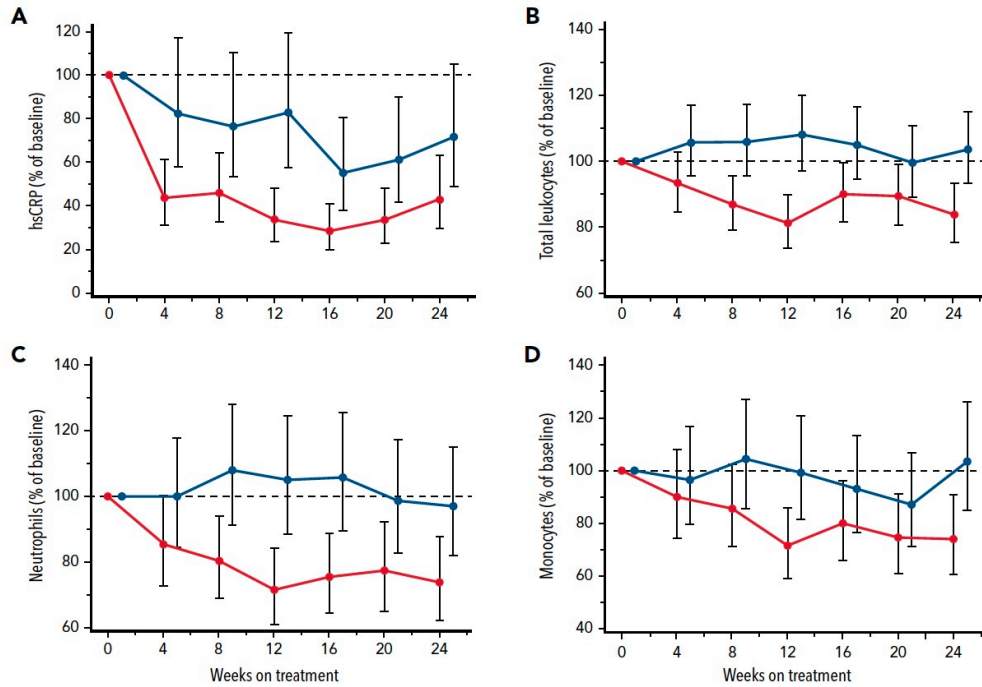 A
hsCRP (% of baseline)
120
100
80
60
40
20
0
0 4 8 12 16 20 24
B
Total leukocytes (% of baseline)
140
120
100
80
60
0 4 8 12 16 20 24
C
Neutrophils (% of baseline)
140
120
100
80
60
0 4 8 12 16 20 24
Weeks on treatment
D
Monocytes (% of baseline)
140
120
100
80
60
40
0 4 8 12 16 20 24
Weeks on treatment